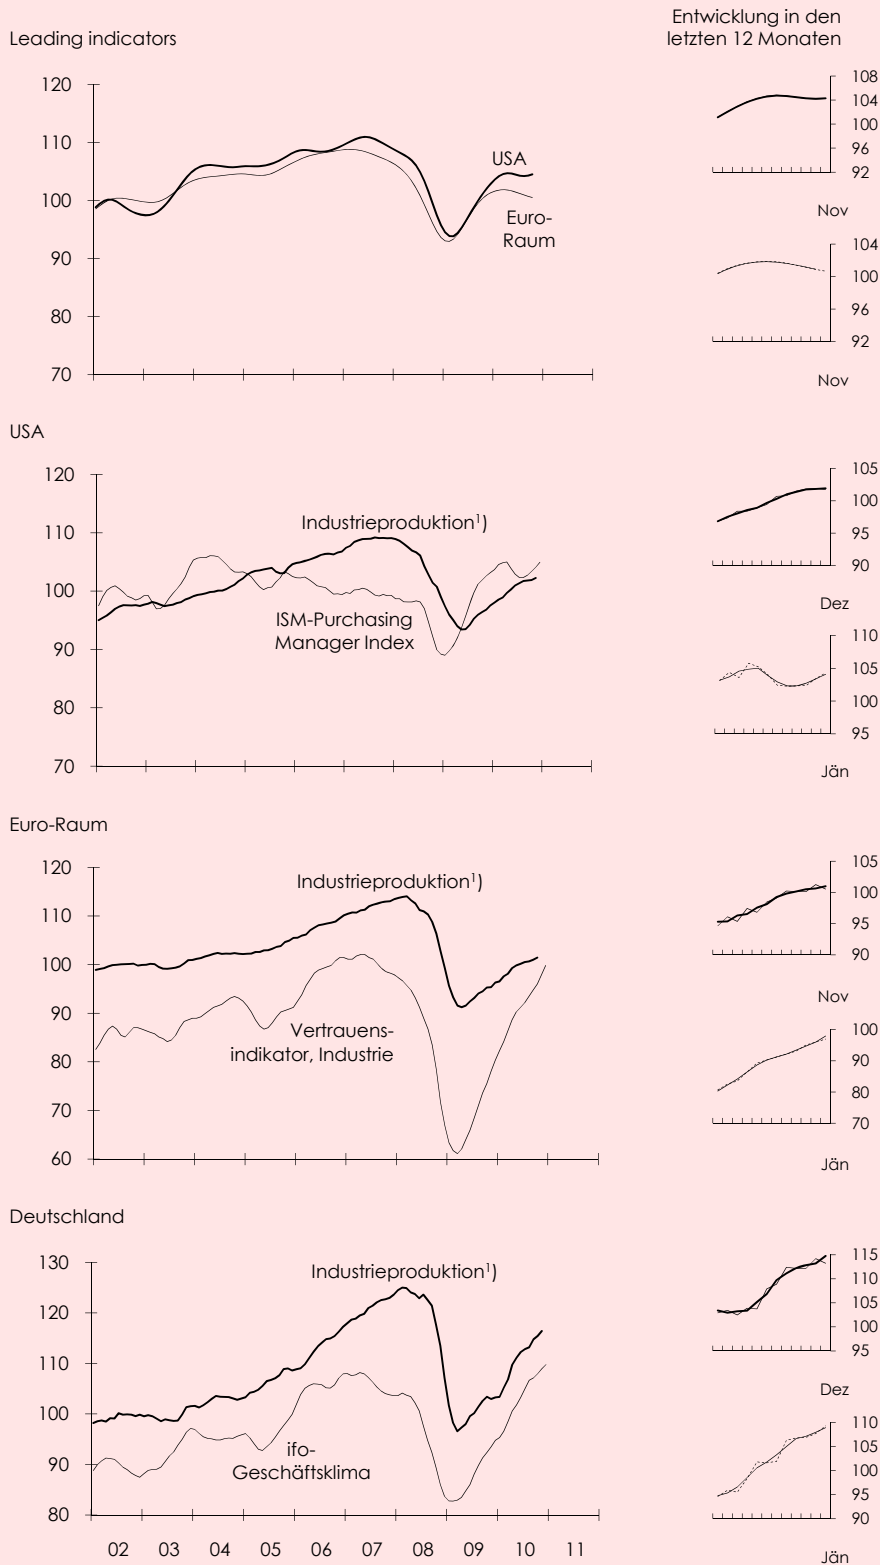 Entwicklung in den
letzten 12 Monaten
Leading indicators
120
110
100
90
80
70
USA
Euro-
Raum
108
104
100
96
92
Nov
104
100
96
92
Nov
USA
120
110
100
90
80
70
Industrieproduktion¹)
ISM-Purchasing
Manager Index
105
100
95
90
Dez
110
105
100
95
Jän
Euro-Raum
120
110
100
90
80
70
60
Industrieproduktion¹)
Vertrauens-
indikator, Industrie
105
100
95
90
Nov
100
90
80
70
Jän
Deutschland
130
120
110
100
90
80
Industrieproduktion¹)
ifo-
Geschäftsklima
02 03 04 05 06 07 08 09 10 11
115
110
105
100
95
Dez
110
105
100
95
90
Jän